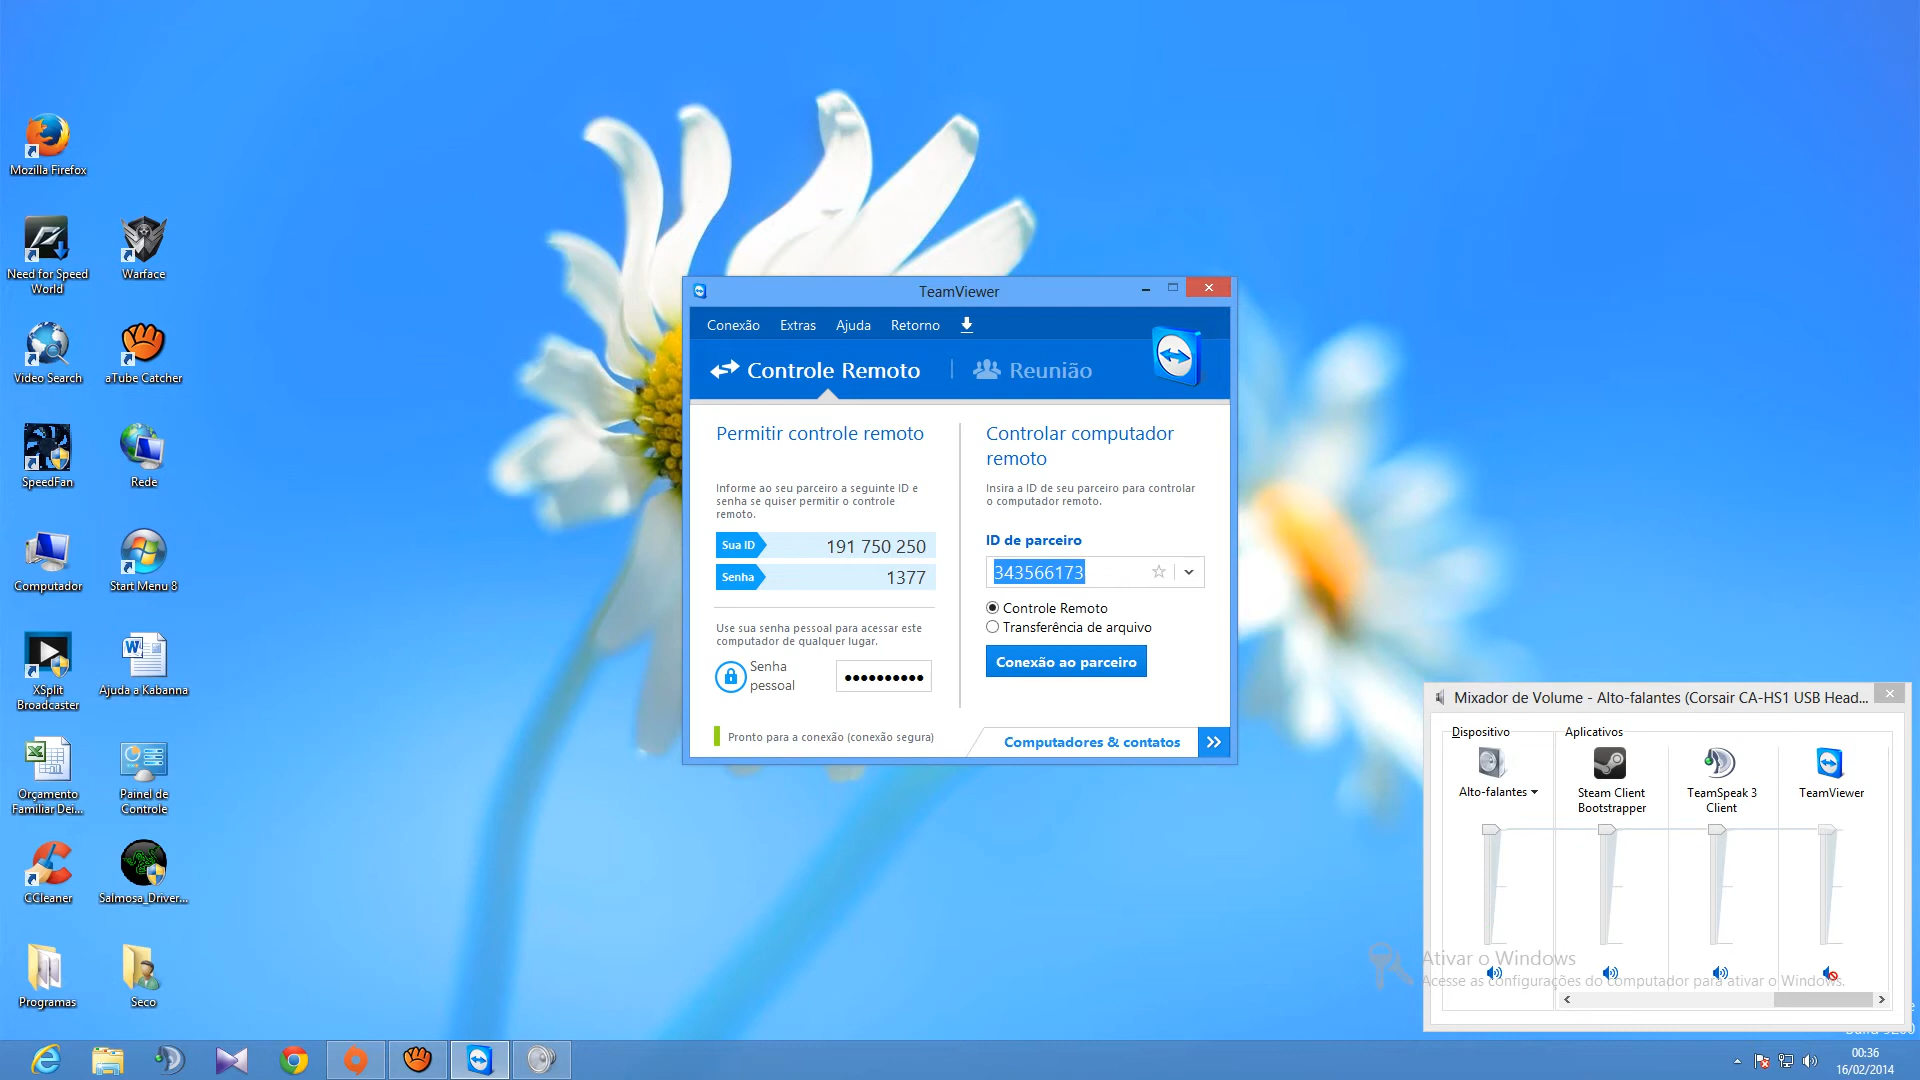 Mozilla Firefox
Need for Speed
World
Warface
Video Search
aTube Catcher
SpeedFan
Rede
Computador
Start Menu 8
XSplit
Broadcaster
Ajuda a Kabanna
Orçamento
Familiar Dei...
Painel de
Controle
CCleaner
Salmosa_Driver...
Programas
Seco
TeamViewer
Conexão
Extras
Ajuda
Retorno
Controle Remoto
Reunião
Permitir controle remoto
Informe ao seu parceiro a seguinte ID e
senha se quiser permitir o controle
remoto.
Sua ID 191 750 250
Senha 1377
Use sua senha pessoal para acessar este
computador de qualquer lugar.
Senha
pessoal
Pronto para a conexão (conexão segura)
Controlar computador
remoto
Insira a ID de seu parceiro para controlar
o computador remoto.
ID de parceiro
343566173
Controle Remoto
Transferência de arquivo
Conexão ao parceiro
Computadores & contatos
Mixador de Volume - Alto-falantes (Corsair CA-HS1 USB Head...
Dispositivo
Aplicativos
Alto-falantes
Steam Client
Bootstrapper
TeamSpeak 3
Client
TeamViewer
Ativar o Windows
Acesse as configurações do computador para ativar o Windows.
00:36
16/02/2014